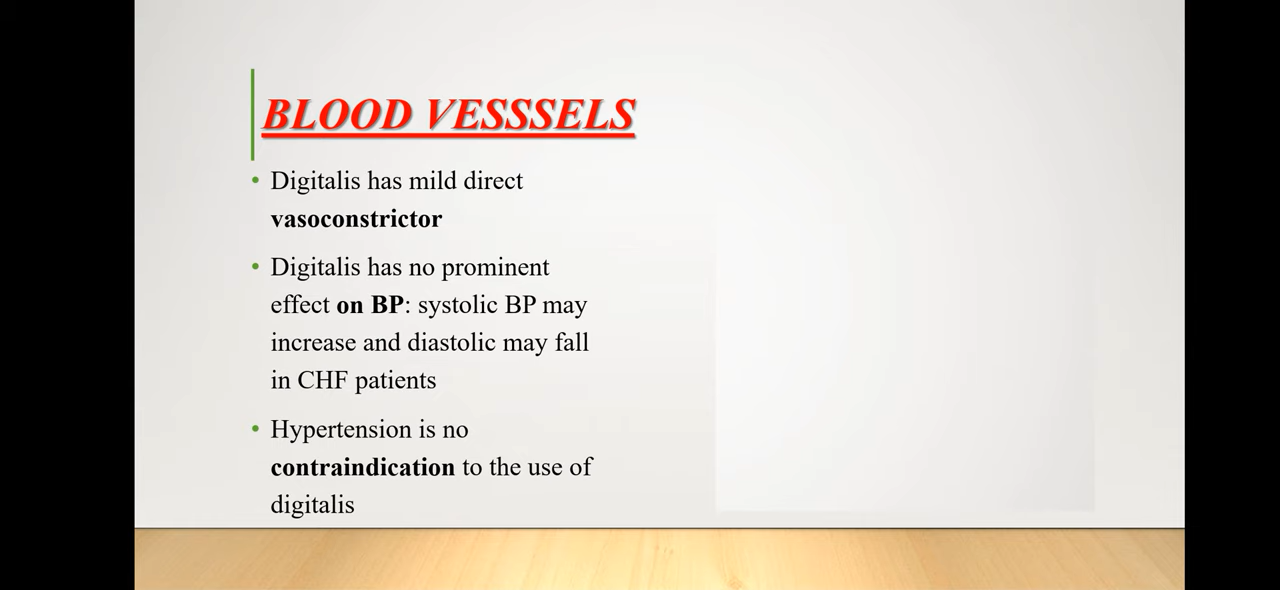 BLOOD VESSSELS
• Digitalis has mild direct
vasoconstrictor
• Digitalis has no prominent
effect on BP: systolic BP may
increase and diastolic may fall
in CHF patients
• Hypertension is no
contraindication to the use of
digitalis